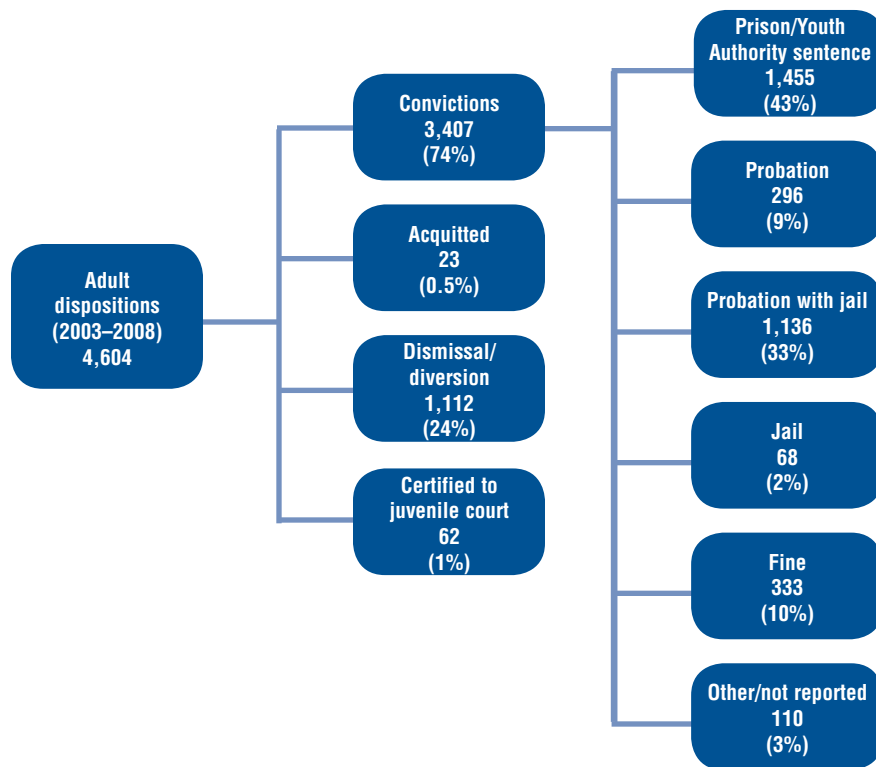 Adult
dispositions
(2003–2008)
4,604
Convictions
3,407
(74%)
Acquitted
23
(0.5%)
Dismissal/
diversion
1,112
(24%)
Certified to
juvenile court
62
(1%)
Prison/Youth
Authority sentence
1,455
(43%)
Probation
296
(9%)
Probation with jail
1,136
(33%)
Jail
68
(2%)
Fine
333
(10%)
Other/not reported
110
(3%)